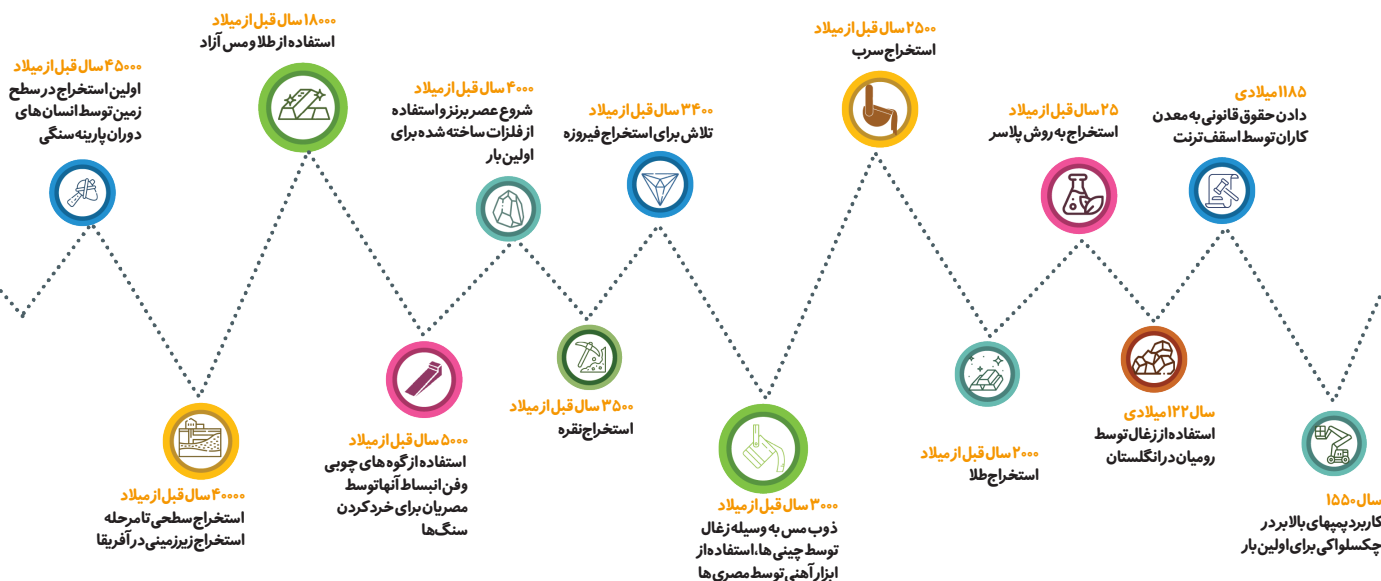 ۴۵۰۰۰ سال قبل از میلاد
اولین استخراج در سطح
زمین توسط انسان های
دوران پارینه سنگی
۴۰۰۰۰ سال قبل از میلاد
استخراج سطحی تا مرحله
استخراج زیرزمینی در آفریقا
۱۸۰۰۰ سال قبل از میلاد
استفاده از طلا و مس آزاد
۵۰۰۰ سال قبل از میلاد
استفاده از گوه های چوبی
و فن انبساط آنها توسط
مصریان برای خرد کردن
سنگ ها
۴۰۰۰ سال قبل از میلاد
شروع عصر برنز و استفاده
از فلزات ساخته شده برای
اولین بار
۳۵۰۰ سال قبل از میلاد
استخراج نقره
۳۴۰۰ سال قبل از میلاد
تلاش برای استخراج فیروزه
۳۰۰۰ سال قبل از میلاد
ذوب مس به وسیله زغال
توسط چینی ها، استفاده از
ابزار آهنی توسط مصری ها
۲۵۰۰ سال قبل از میلاد
استخراج سرب
۲۰۰۰ سال قبل از میلاد
استخراج طلا
۲۵ سال قبل از میلاد
استخراج به روش پلاسر
سال ۱۲۲ میلادی
استفاده از زغال توسط
رومیان در انگلستان
۱۱۸۵ میلادی
دادن حقوق قانونی به معدن
کاران توسط اسقف ترنت
سال ۱۵۵۰
کاربرد پمپهای بالابر در
چکسلواکی برای اولین بار